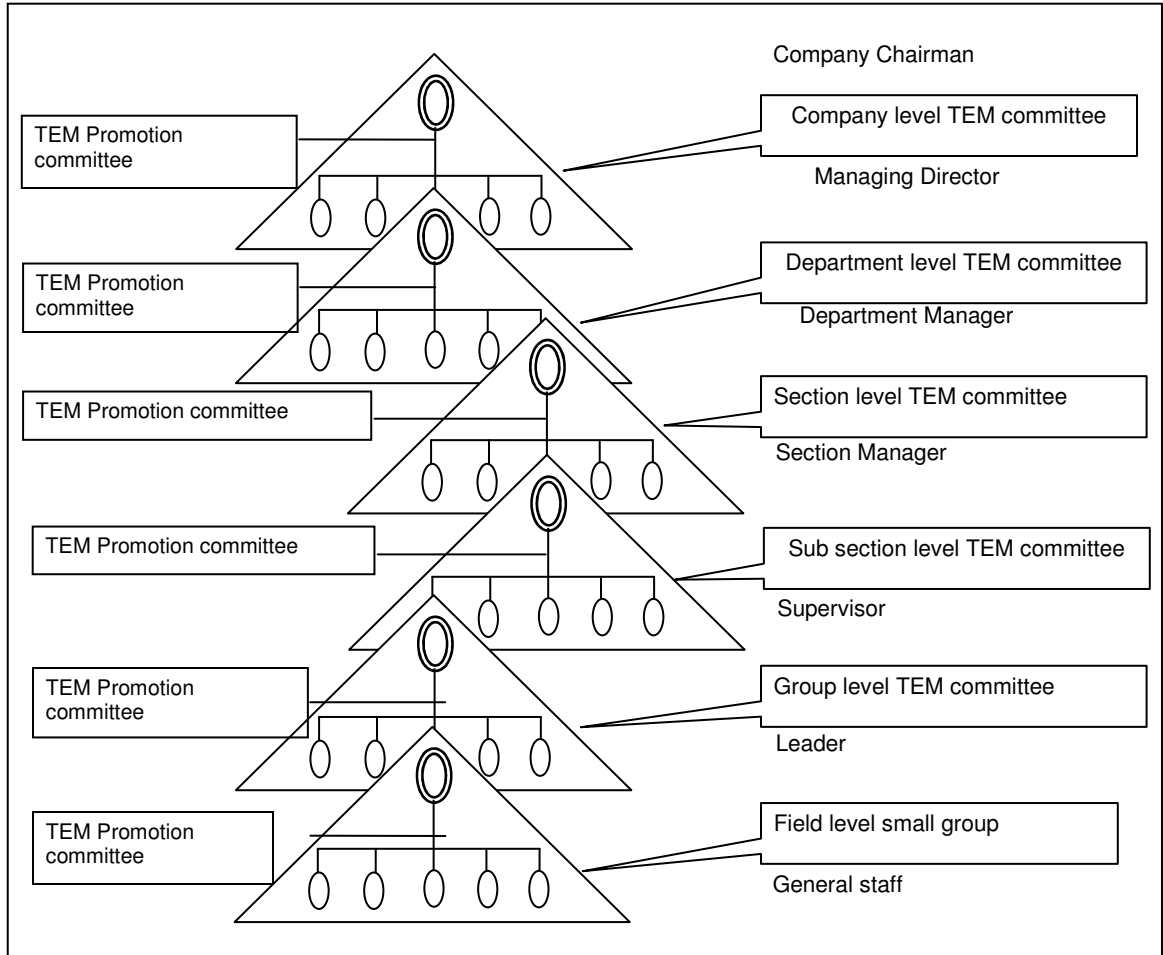 Company Chairman
Company level TEM committee
TEM Promotion
committee
Managing Director
Department level TEM committee
TEM Promotion
committee
Department Manager
Section level TEM committee
TEM Promotion committee
Section Manager
TEM Promotion committee
Sub section level TEM committee
Supervisor
TEM Promotion
committee
Group level TEM committee
Leader
TEM Promotion
committee
Field level small group
General staff